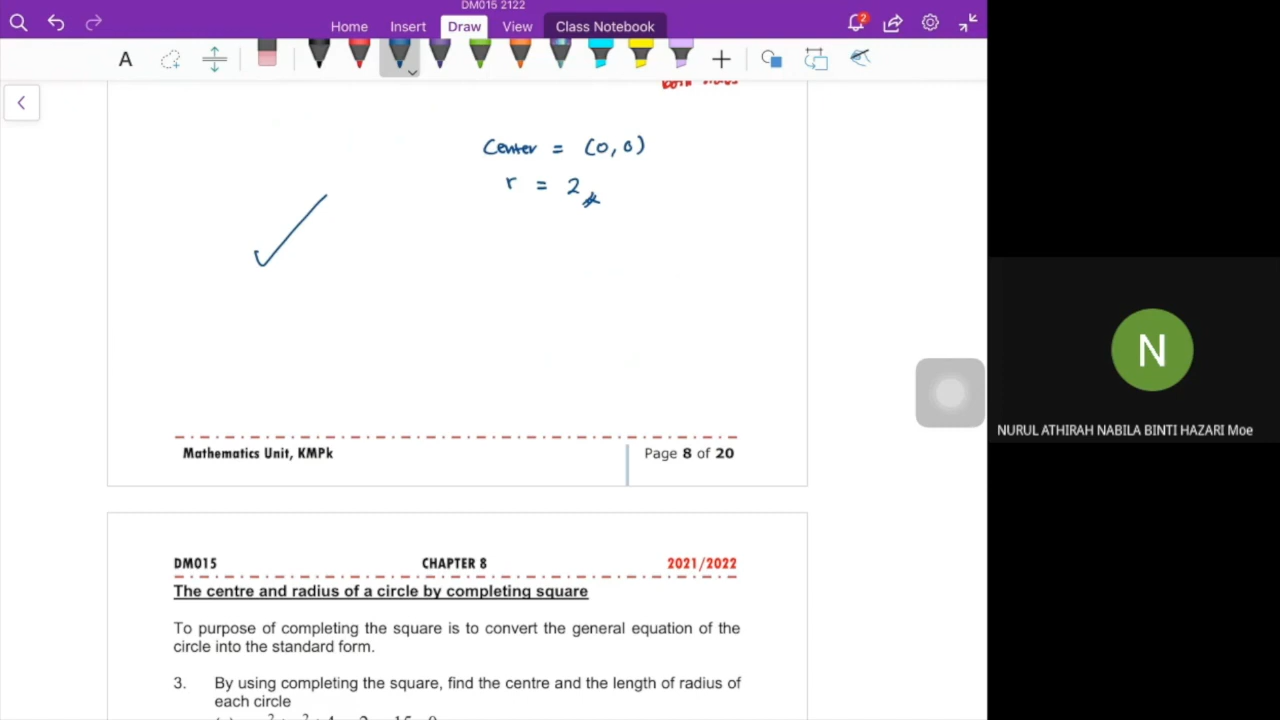 DM015 2122
Home Insert Draw View Class Notebook
2
A
Center = (0,0)
r = 2
Mathematics Unit, KMPk
Page 8 of 20
DM015 CHAPTER 8 2021/2022
The centre and radius of a circle by completing square
To purpose of completing the square is to convert the general equation of the
circle into the standard form.
3. By using completing the square, find the centre and the length of radius of
each circle
N
NURUL ATHIRAH NABILA BINTI HAZARI Moe